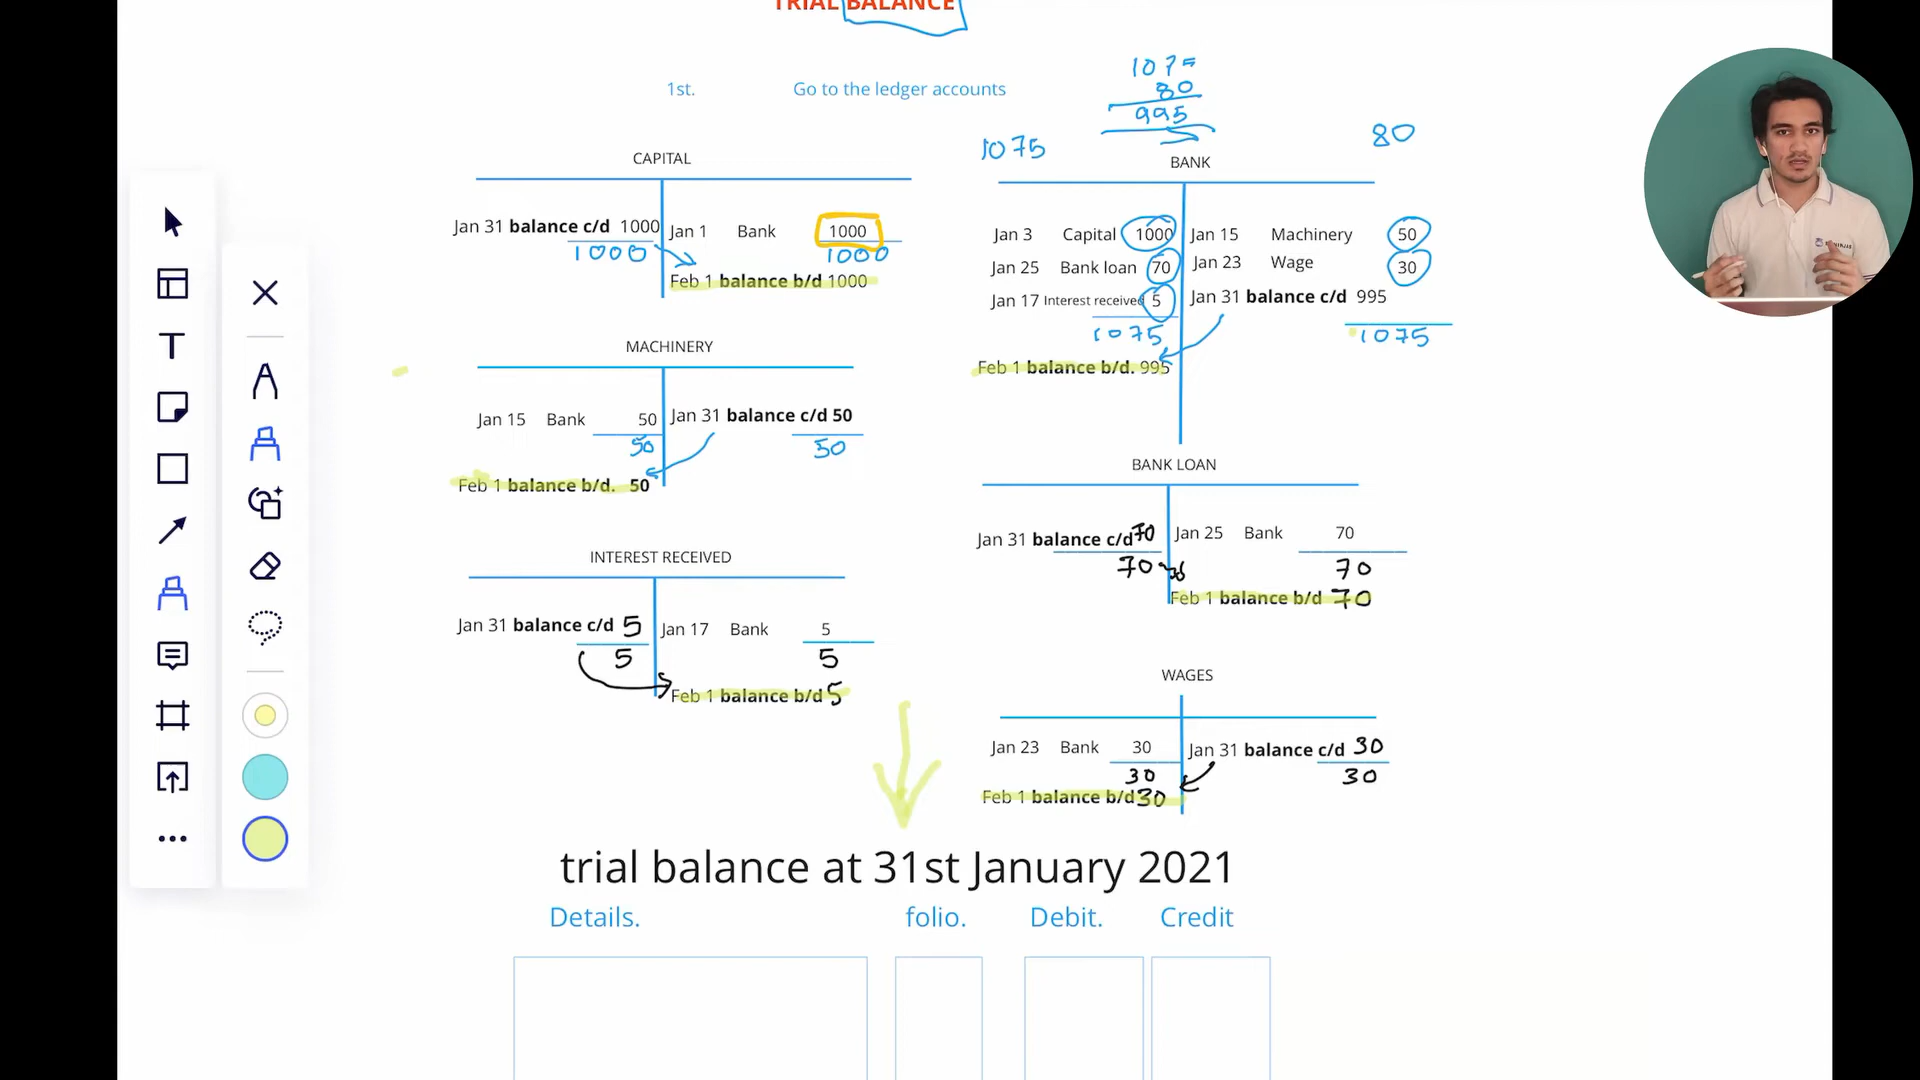 TRIAL BALANCE
1075
80
995
1st. Go to the ledger accounts
1075
80
CAPITAL
Jan 31 balance c/d 1000 Jan 1 Bank 1000
1000 1000
Feb 1 balance b/d 1000
BANK
Jan 3 Capital 1000 Jan 15 Machinery 50
Jan 25 Bank loan 70 Jan 23 Wage 30
Jan 17 Interest received 5 Jan 31 balance c/d 995
1075 1075
Feb 1 balance b/d. 995
MACHINERY
Jan 15 Bank 50 Jan 31 balance c/d 50
50 50
Feb 1 balance b/d. 50
BANK LOAN
Jan 31 balance c/d 70 Jan 25 Bank 70
70 70
Feb 1 balance b/d 70
INTEREST RECEIVED
Jan 31 balance c/d 5 Jan 17 Bank 5
5 5
Feb 1 balance b/d 5
WAGES
Jan 23 Bank 30 Jan 31 balance c/d 30
30 30
Feb 1 balance b/d 30
trial balance at 31st January 2021
Details. folio. Debit. Credit